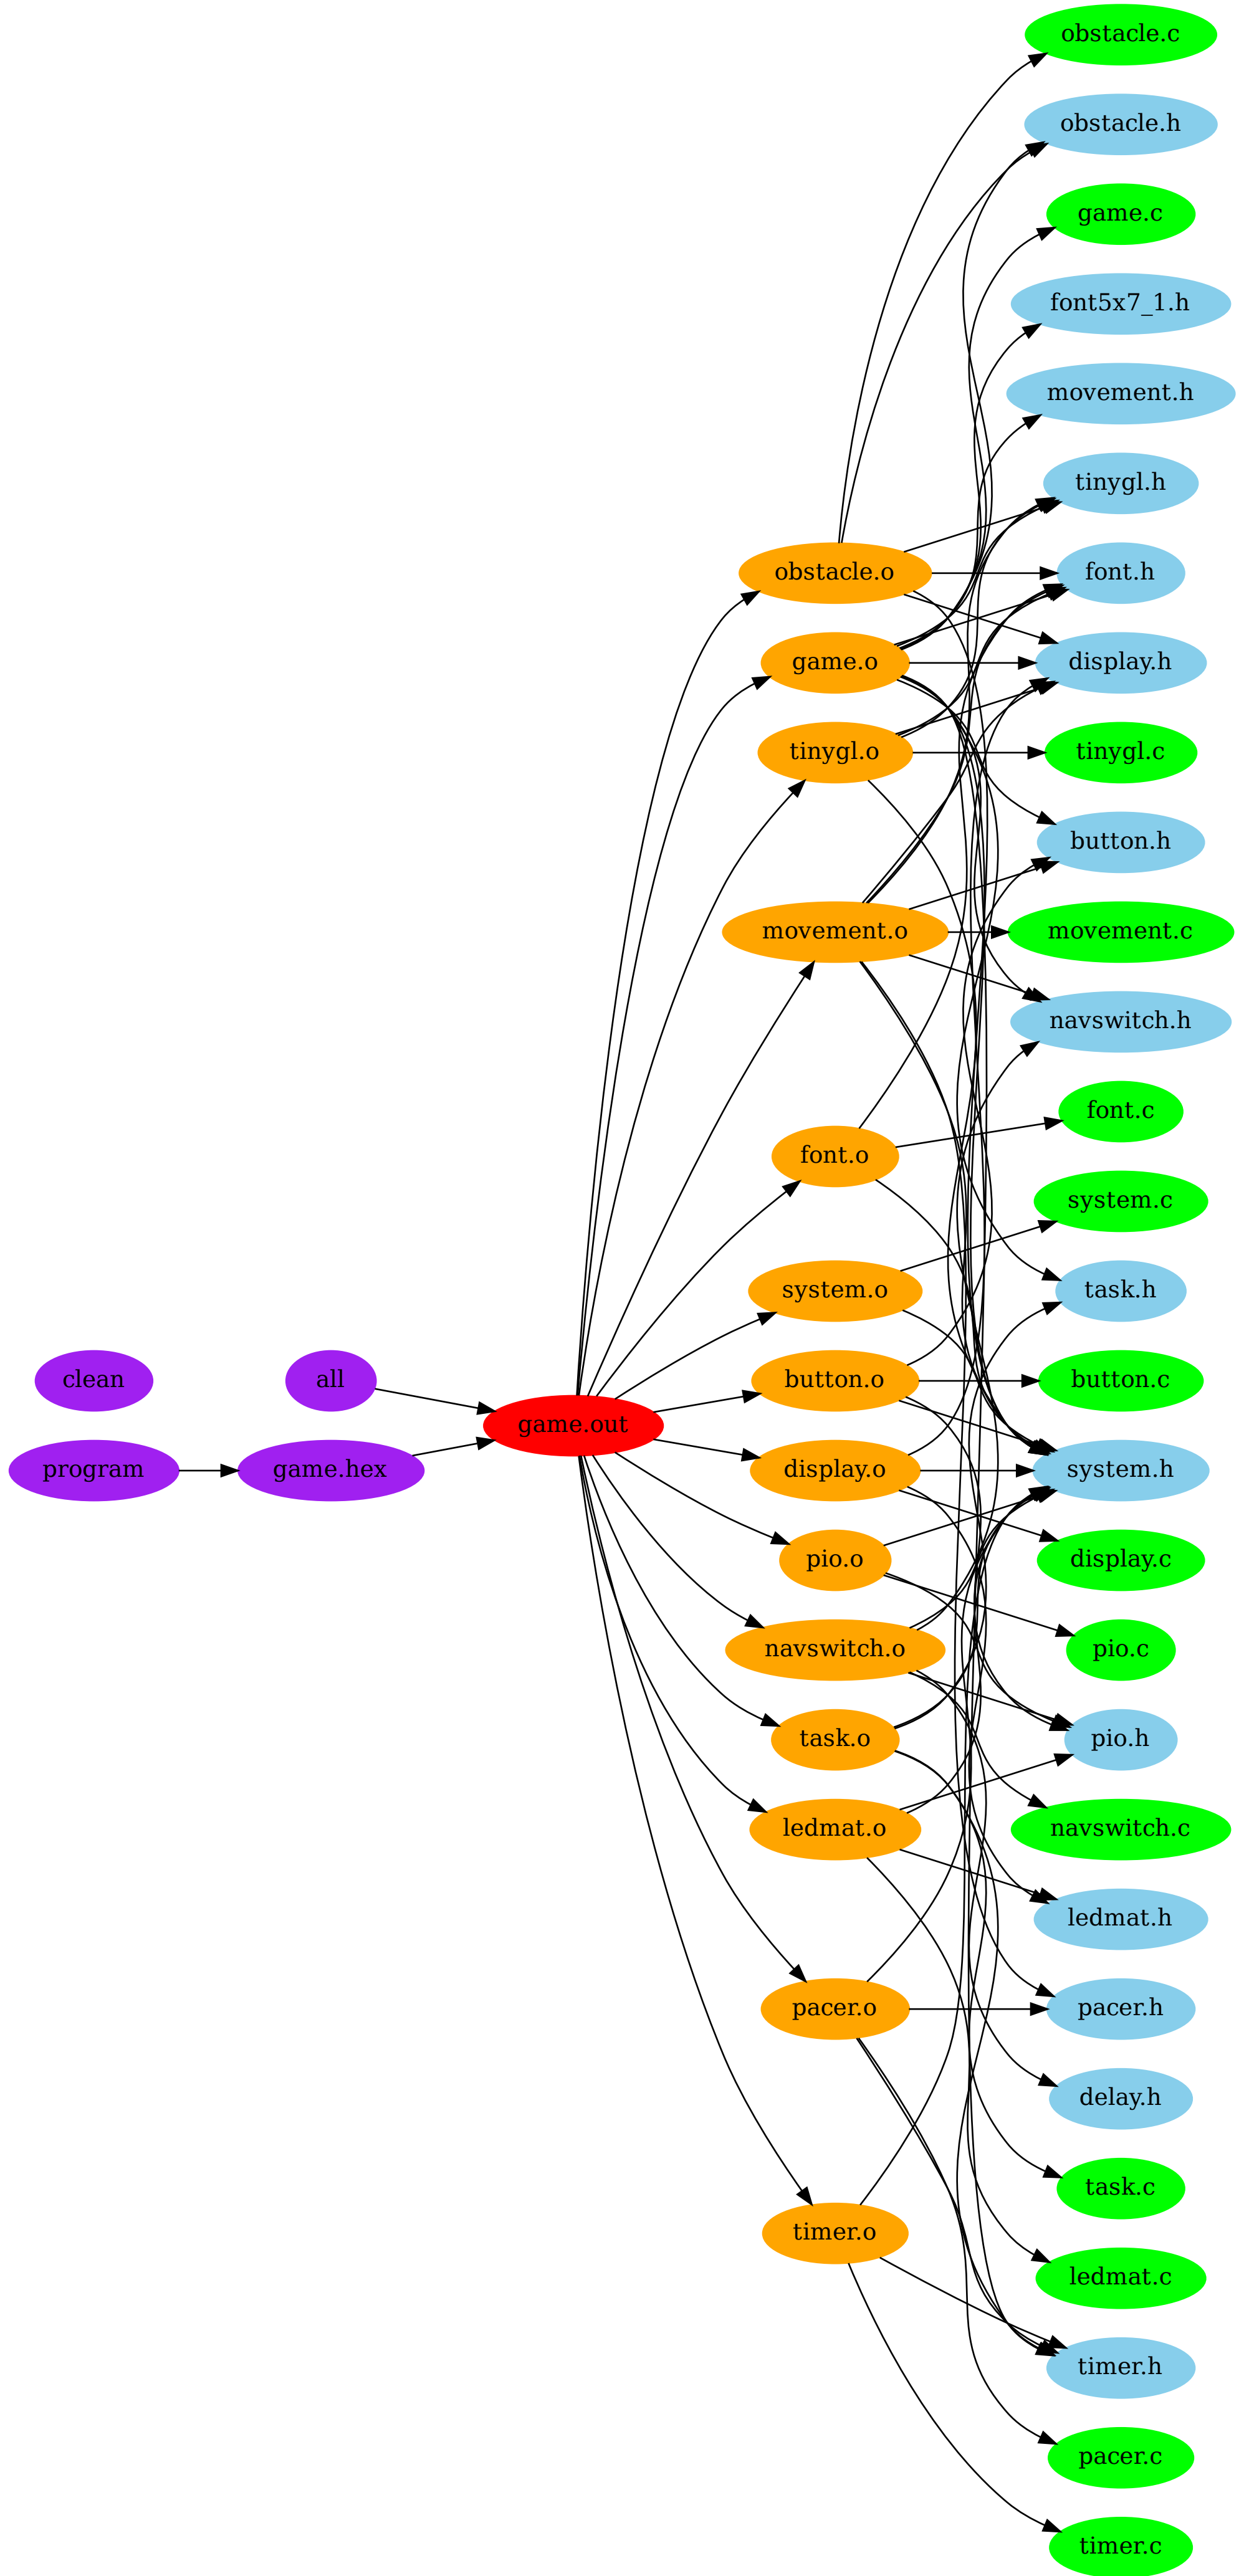 clean
program
all
game.hex
game.out
obstacle.o
game.o
tinygl.o
movement.o
font.o
system.o
button.o
display.o
pio.o
navswitch.o
task.o
ledmat.o
pacer.o
timer.o
obstacle.c
obstacle.h
game.c
font5x7_1.h
movement.h
tinygl.h
font.h
display.h
tinygl.c
button.h
movement.c
navswitch.h
font.c
system.c
task.h
button.c
system.h
display.c
pio.c
pio.h
navswitch.c
ledmat.h
pacer.h
delay.h
task.c
ledmat.c
timer.h
pacer.c
timer.c